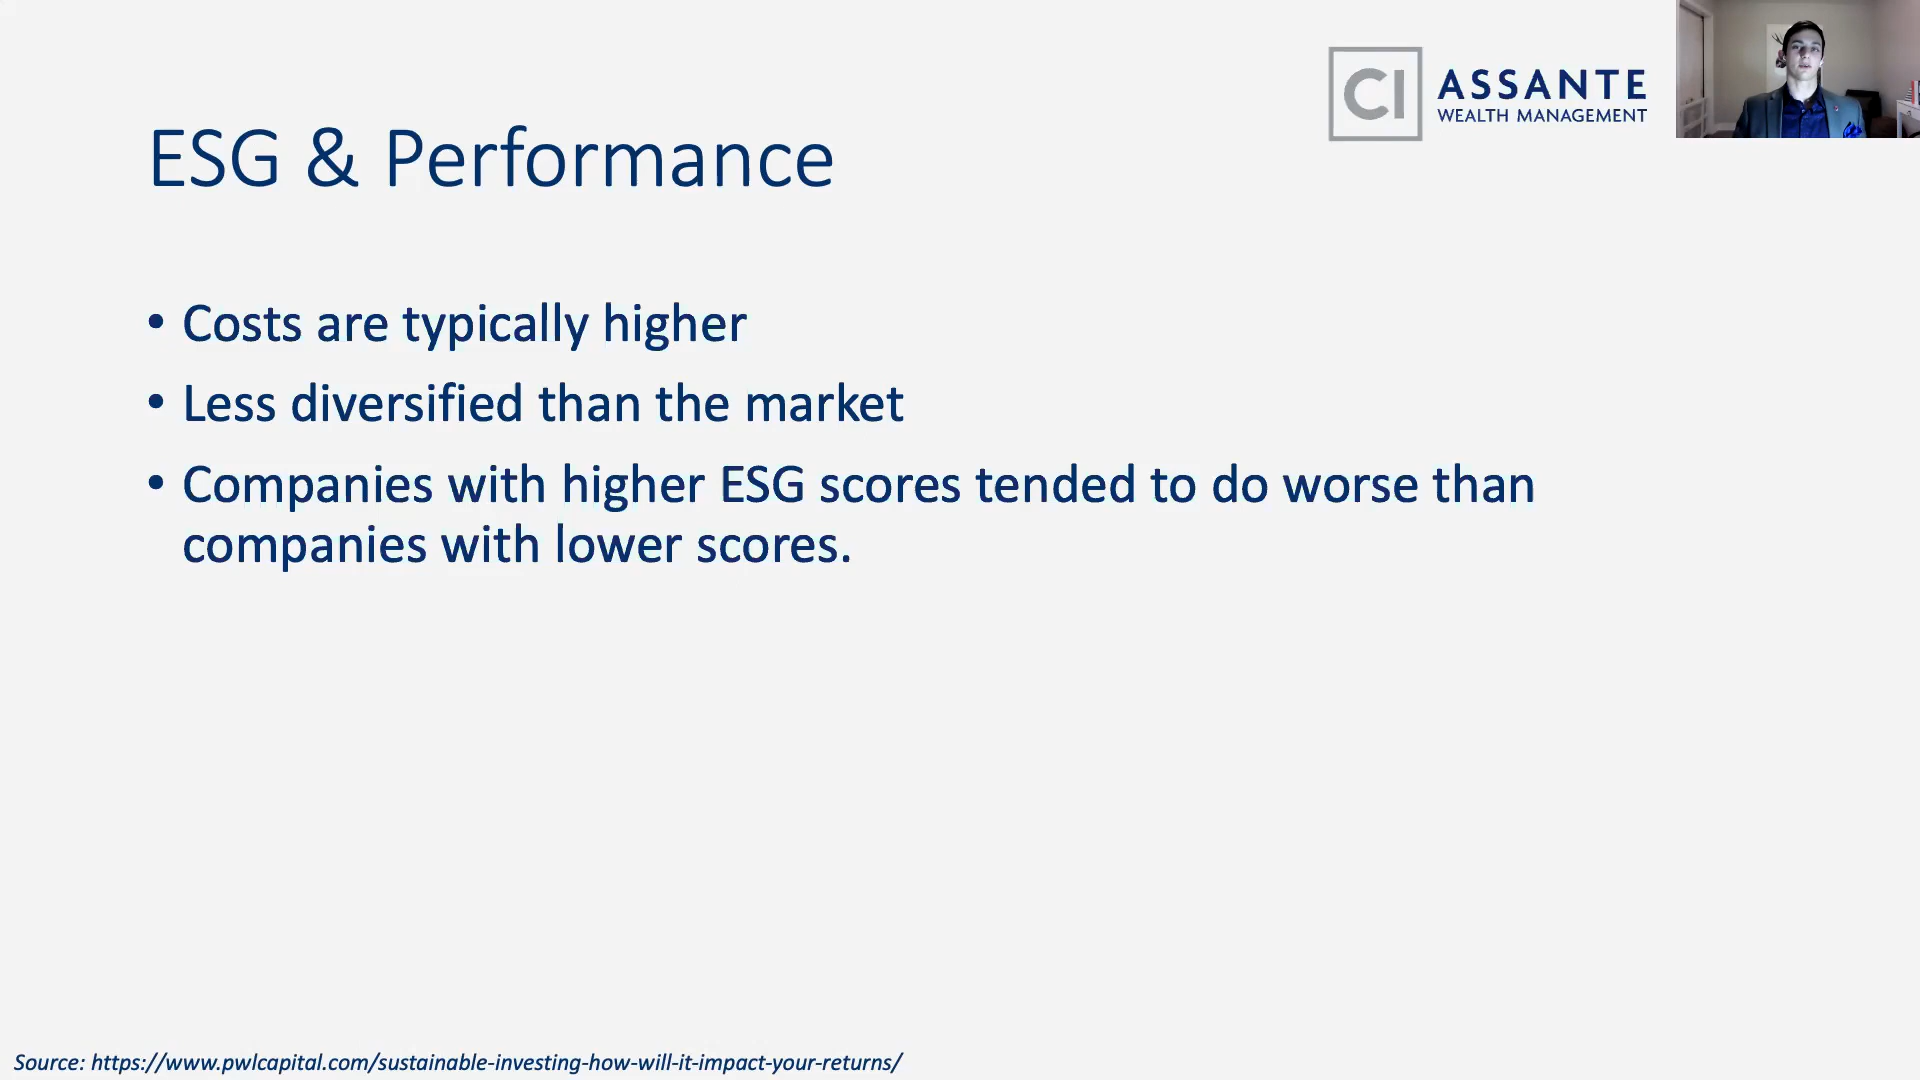 CI ASSANTE
WEALTH MANAGEMENT
ESG & Performance
• Costs are typically higher
• Less diversified than the market
• Companies with higher ESG scores tended to do worse than
companies with lower scores.
Source: https://www.pwlcapital.com/sustainable-investing-how-will-it-impact-your-returns/